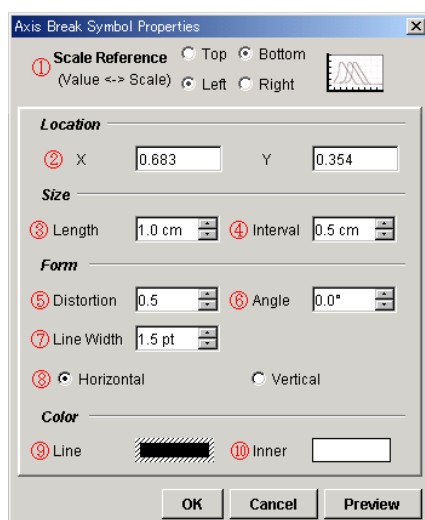 Axis Break Symbol Properties
① Scale Reference Top Bottom
(Value <-> Scale) Left Right
Location
② X 0.683 Y 0.354
Size
③ Length 1.0 cm ④ Interval 0.5 cm
Form
⑤ Distortion 0.5 ⑥ Angle 0.0°
⑦ Line Width 1.5 pt
⑧ Horizontal Vertical
Color
⑨ Line ⑩ Inner
OK Cancel Preview